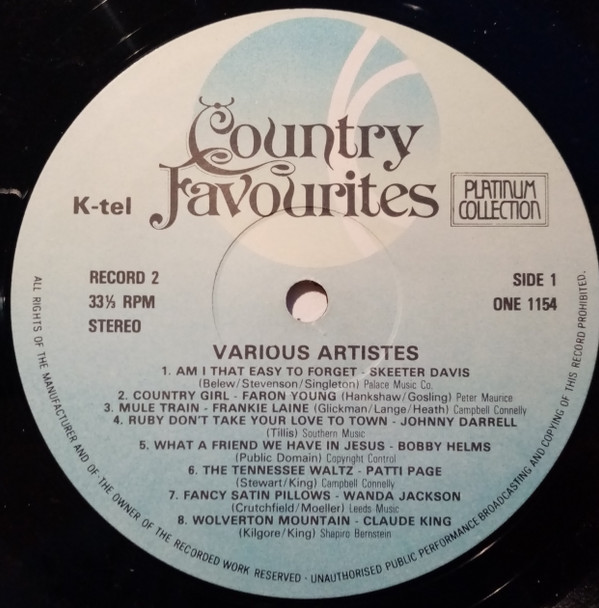 Country
Favourites
K-tel
PLATINUM
COLLECTION
RECORD 2
33⅓ RPM
STEREO
SIDE 1
ONE 1154
VARIOUS ARTISTES
1. AM I THAT EASY TO FORGET - SKEETER DAVIS
(Belew/Stevenson/Singleton) Palace Music Co.
2. COUNTRY GIRL - FARON YOUNG (Hankshaw/Gosling) Peter Maurice
3. MULE TRAIN - FRANKIE LAINE (Glickman/Lange/Heath) Campbell Connelly
4. RUBY DON'T TAKE YOUR LOVE TO TOWN - JOHNNY DARRELL
(Tillis) Southern Music
5. WHAT A FRIEND WE HAVE IN JESUS - BOBBY HELMS
(Public Domain) Copyright Control
6. THE TENNESSEE WALTZ - PATTI PAGE
(Stewart/King) Campbell Connelly
7. FANCY SATIN PILLOWS - WANDA JACKSON
(Crutchfield/Moeller) Leeds Music
8. WOLVERTON MOUNTAIN - CLAUDE KING
(Kilgore/King) Shapiro Bernstein
ALL RIGHTS OF THE MANUFACTURER AND OF THE OWNER OF THE RECORDED WORK RESERVED · UNAUTHORISED PUBLIC PERFORMANCE BROADCASTING AND COPYING OF THIS RECORD PROHIBITED.